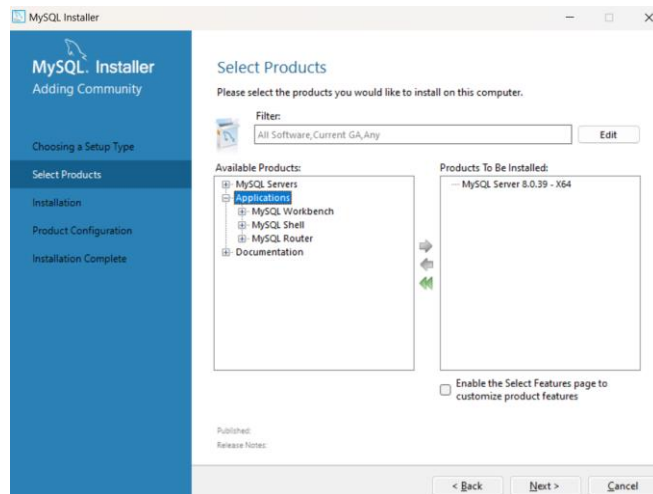 MySQL Installer
MySQL. Installer
Adding Community
Choosing a Setup Type
Select Products
Installation
Product Configuration
Installation Complete
Select Products
Please select the products you would like to install on this computer.
Filter:
All Software,Current GA,Any
Edit
Available Products:
MySQL Servers
Applications
MySQL Workbench
MySQL Shell
MySQL Router
Documentation
Products To Be Installed:
MySQL Server 8.0.39 - X64
Enable the Select Features page to
customize product features
Published:
Release Notes:
< Back
Next >
Cancel